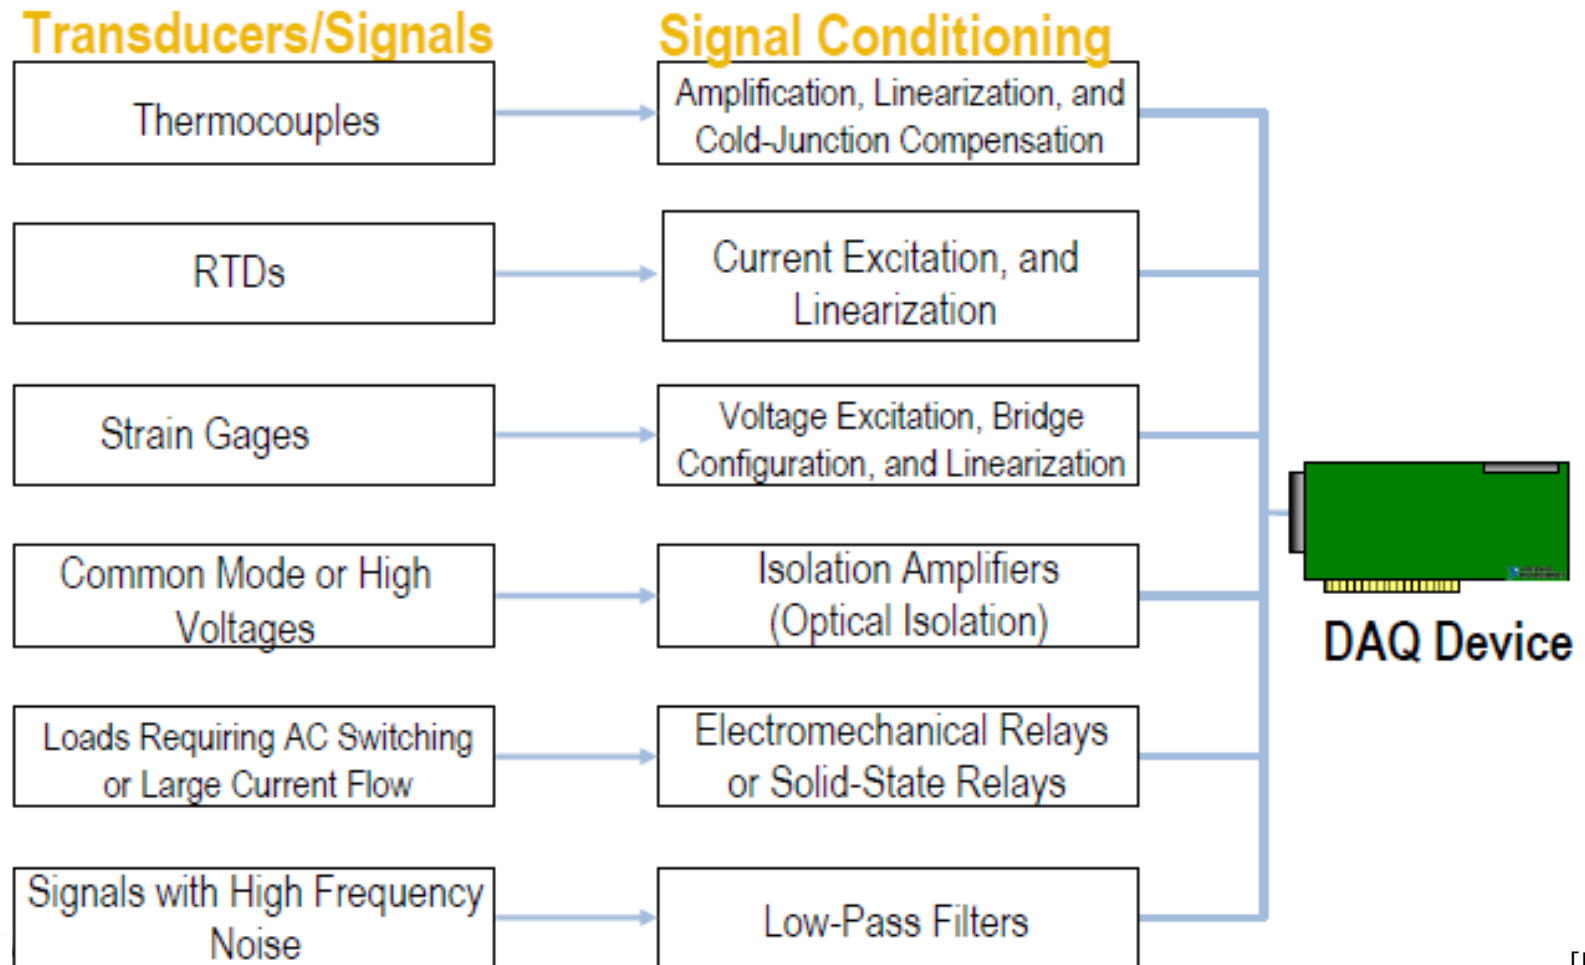 Transducers/Signals
Signal Conditioning
Thermocouples
Amplification, Linearization, and
Cold-Junction Compensation
RTDs
Current Excitation, and
Linearization
Strain Gages
Voltage Excitation, Bridge
Configuration, and Linearization
Common Mode or High
Voltages
Isolation Amplifiers
(Optical Isolation)
DAQ Device
Loads Requiring AC Switching
or Large Current Flow
Electromechanical Relays
or Solid-State Relays
Signals with High Frequency
Noise
Low-Pass Filters